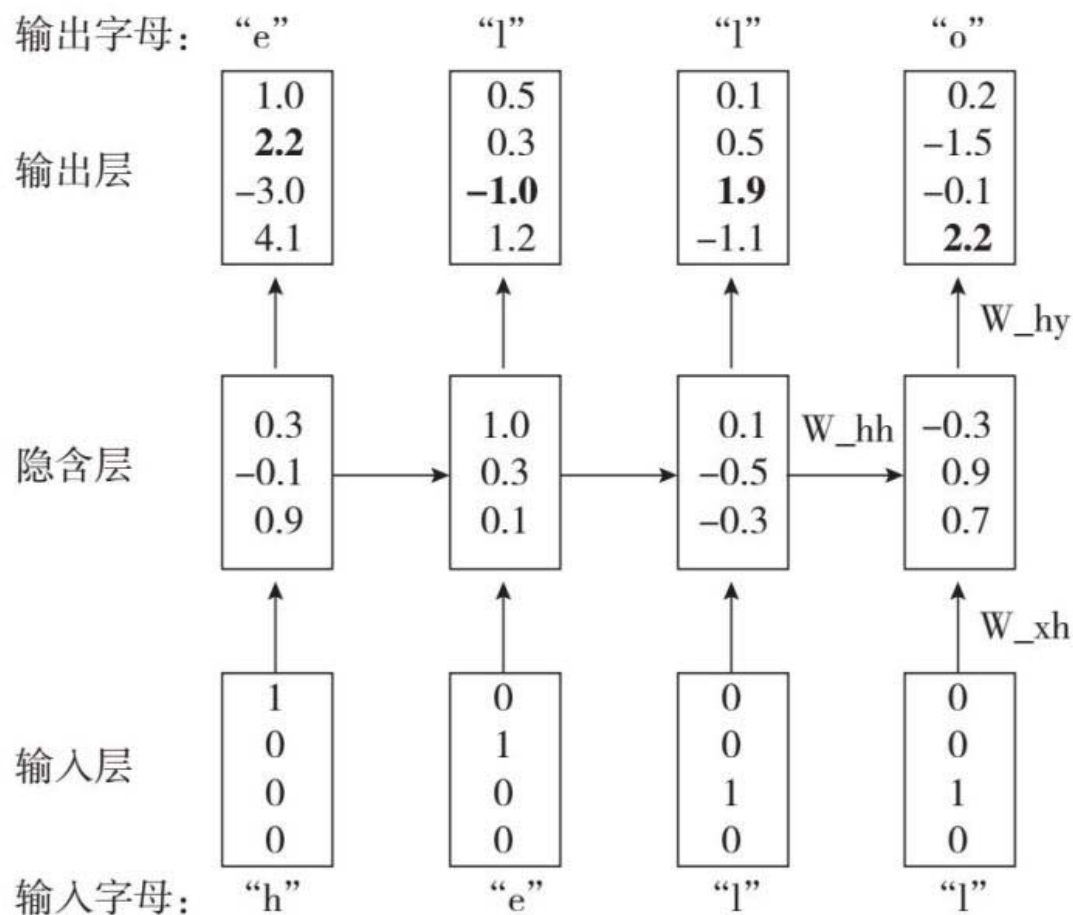 输出字母： “e” “l” “l” “o”
输出层
1.0 0.5 0.1 0.2
2.2 0.3 0.5 −1.5
−3.0 −1.0 1.9 −0.1
4.1 1.2 −1.1 2.2
W_hy
隐含层
0.3 1.0 0.1 W_hh −0.3
−0.1 0.3 −0.5 0.9
0.9 0.1 −0.3 0.7
W_xh
输入层
1 0 0 0
0 1 0 0
0 0 1 1
0 0 0 0
输入字母： “h” “e” “l” “l”